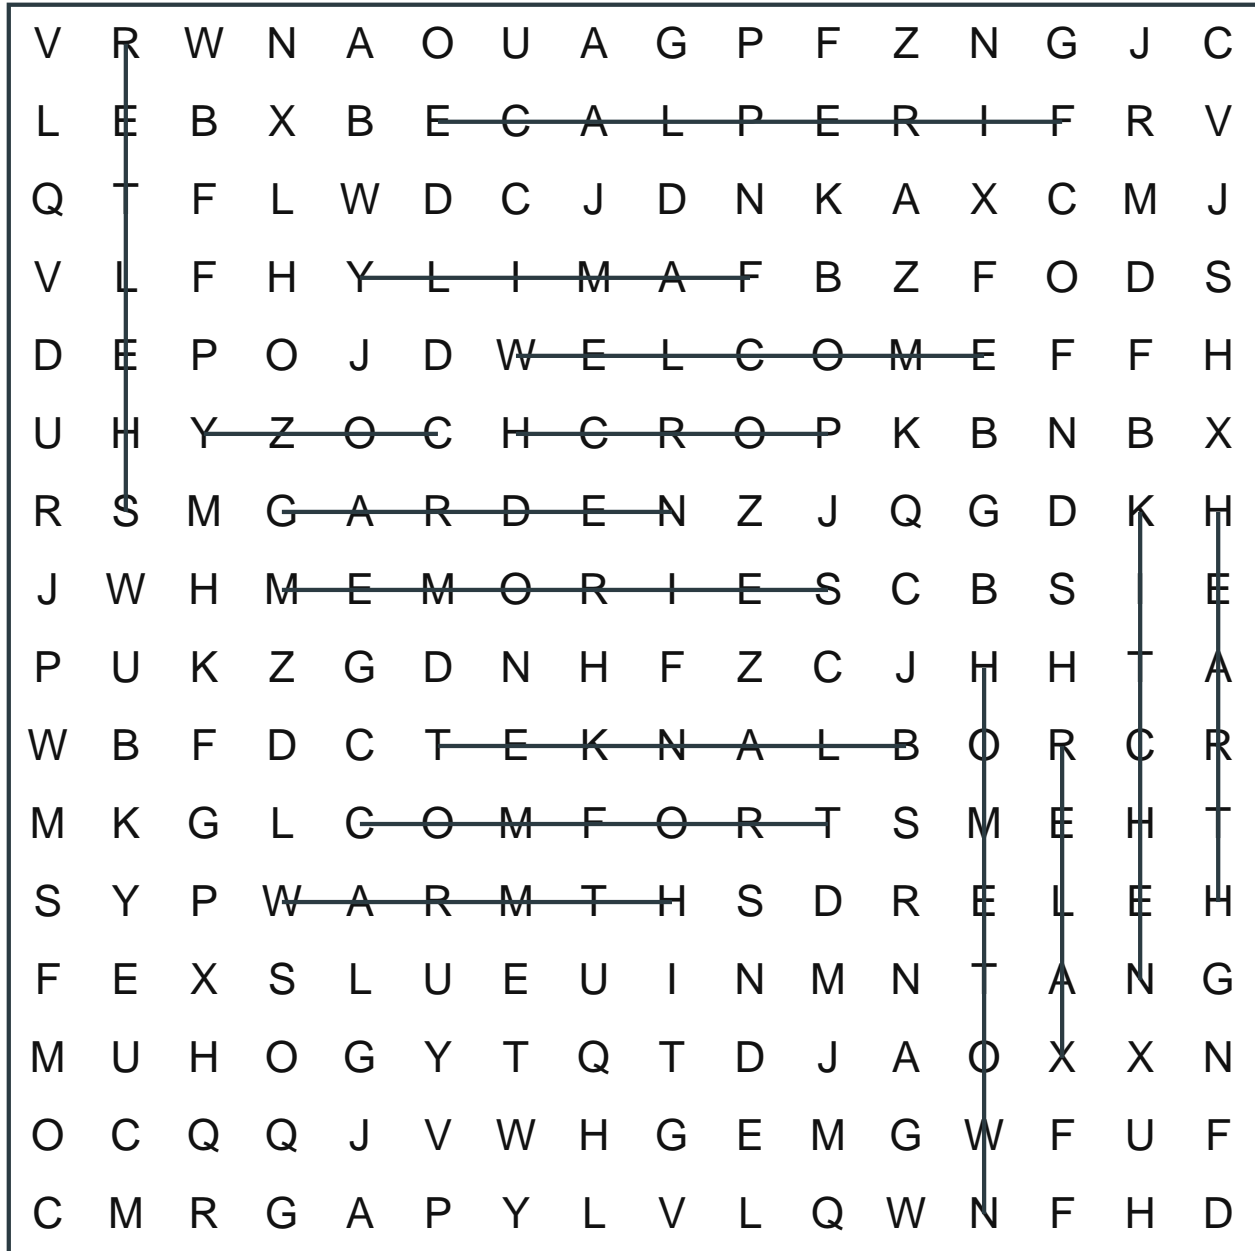 V R W N A O U A G P F Z N G J C
L E B X B E C A L P E R I F R V
Q T F L W D C J D N K A X C M J
V L F H Y L I M A F B Z F O D S
D E P O J D W E L C O M E F F H
U H Y Z O C H C R O P K B N B X
R S M G A R D E N Z J Q G D K H
J W H M E M O R I E S C B S I E
P U K Z G D N H F Z C J H H T A
W B F D C T E K N A L B O R C R
M K G L C O M F O R T S M E H T
S Y P W A R M T H S D R E L E H
F E X S L U E U I N M N T A N G
M U H O G Y T Q T D J A O X X N
O C Q Q J V W H G E M G W F U F
C M R G A P Y L V L Q W N F H D